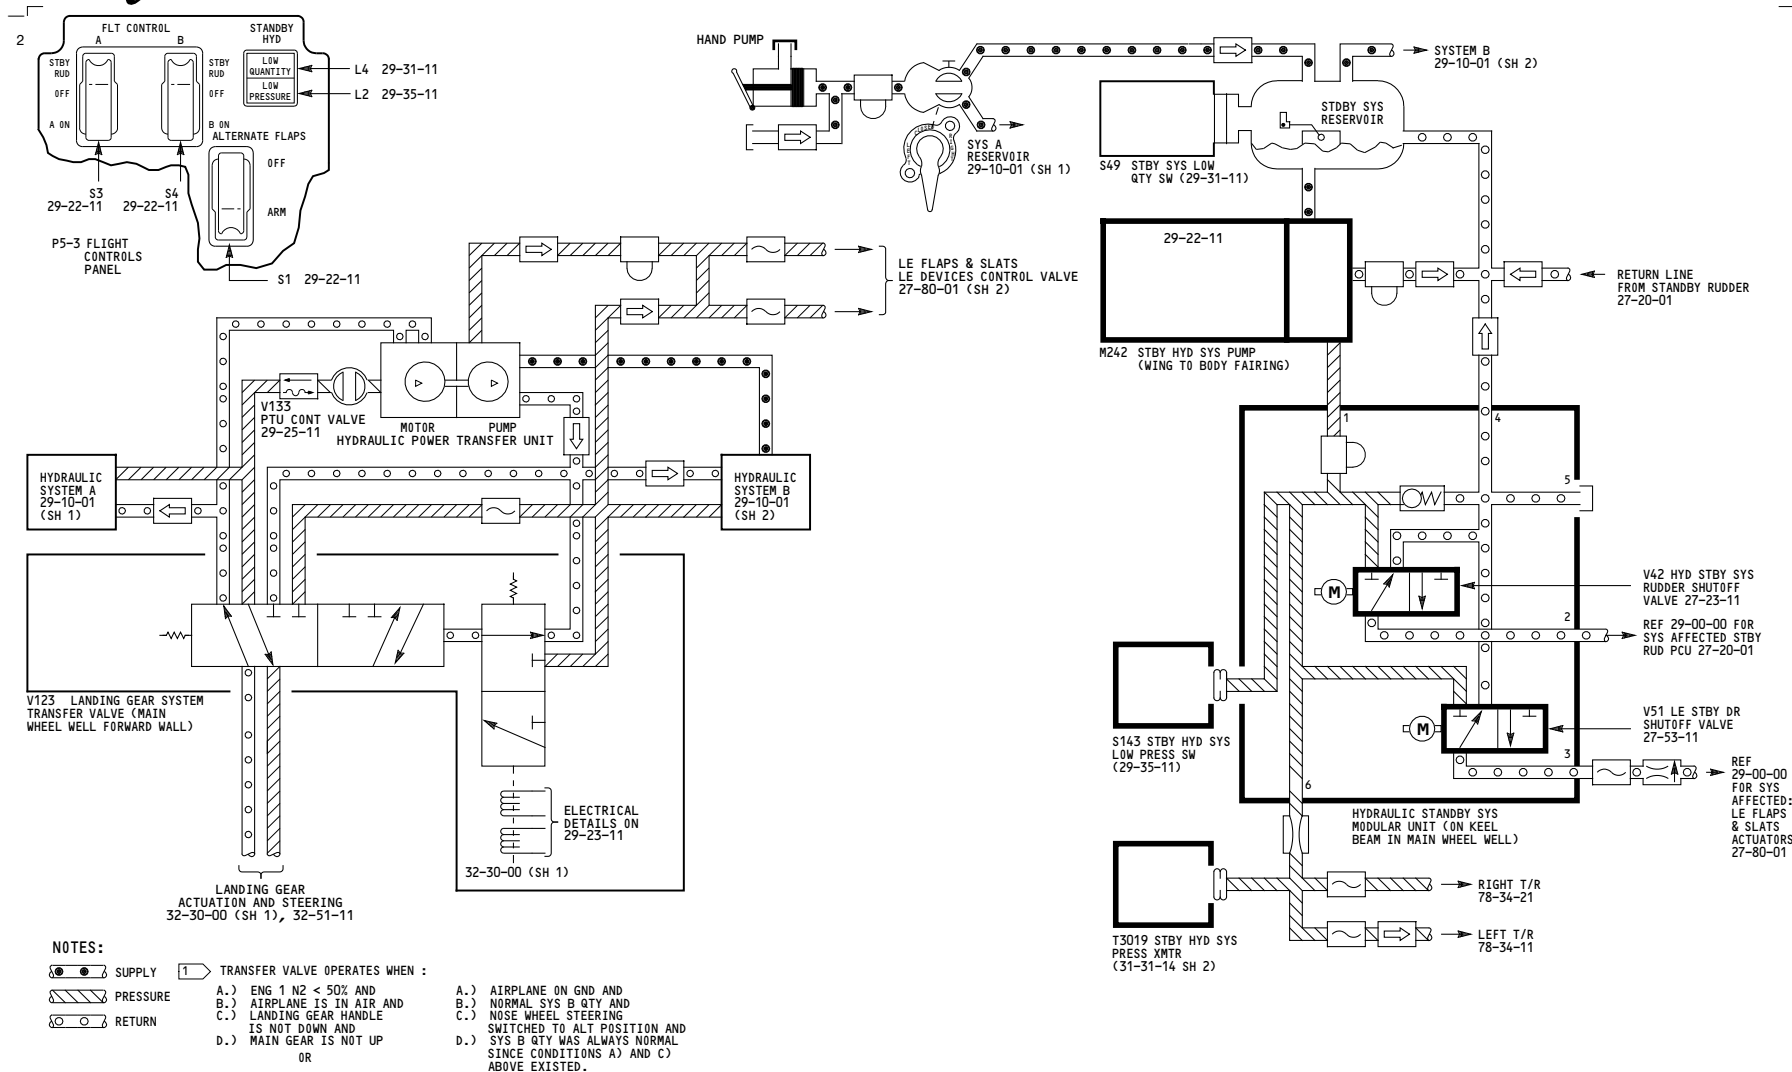 2
FLT CONTROL
A
B
STANDBY
HYD
STBY
RUD
OFF
A ON
STBY
RUD
OFF
B ON
LOW
QUANTITY
LOW
PRESSURE
L4 29-31-11
L2 29-35-11
ALTERNATE FLAPS
OFF
ARM
S3
29-22-11
S4
29-22-11
P5-3 FLIGHT
CONTROLS
PANEL
S1 29-22-11
HAND PUMP
SYS A
RESERVOIR
29-10-01 (SH 1)
SYSTEM B
29-10-01 (SH 2)
STDBY SYS
RESERVOIR
S49 STBY SYS LOW
QTY SW (29-31-11)
29-22-11
M242 STBY HYD SYS PUMP
(WING TO BODY FAIRING)
RETURN LINE
FROM STANDBY RUDDER
27-20-01
LE FLAPS & SLATS
LE DEVICES CONTROL VALVE
27-80-01 (SH 2)
V133
PTU CONT VALVE
29-25-11
MOTOR
PUMP
HYDRAULIC POWER TRANSFER UNIT
HYDRAULIC
SYSTEM A
29-10-01
(SH 1)
HYDRAULIC
SYSTEM B
29-10-01
(SH 2)
V123 LANDING GEAR SYSTEM
TRANSFER VALVE (MAIN
WHEEL WELL FORWARD WALL)
ELECTRICAL
DETAILS ON
29-23-11
32-30-00 (SH 1)
LANDING GEAR
ACTUATION AND STEERING
32-30-00 (SH 1), 32-51-11
1
4
5
M
V42 HYD STBY SYS
RUDDER SHUTOFF
VALVE 27-23-11
2
REF 29-00-00 FOR
SYS AFFECTED STBY
RUD PCU 27-20-01
M
V51 LE STBY DR
SHUTOFF VALVE
27-53-11
3
REF
29-00-00
FOR SYS
AFFECTED:
LE FLAPS
& SLATS
ACTUATORS
27-80-01
6
S143 STBY HYD SYS
LOW PRESS SW
(29-35-11)
HYDRAULIC STANDBY SYS
MODULAR UNIT (ON KEEL
BEAM IN MAIN WHEEL WELL)
T3019 STBY HYD SYS
PRESS XMTR
(31-31-14 SH 2)
RIGHT T/R
78-34-21
LEFT T/R
78-34-11
NOTES:
SUPPLY
PRESSURE
RETURN
1 TRANSFER VALVE OPERATES WHEN :
A.) ENG 1 N2 < 50% AND
B.) AIRPLANE IS IN AIR AND
C.) LANDING GEAR HANDLE
IS NOT DOWN AND
D.) MAIN GEAR IS NOT UP
OR
A.) AIRPLANE ON GND AND
B.) NORMAL SYS B QTY AND
C.) NOSE WHEEL STEERING
SWITCHED TO ALT POSITION AND
D.) SYS B QTY WAS ALWAYS NORMAL
SINCE CONDITIONS A) AND C)
ABOVE EXISTED.